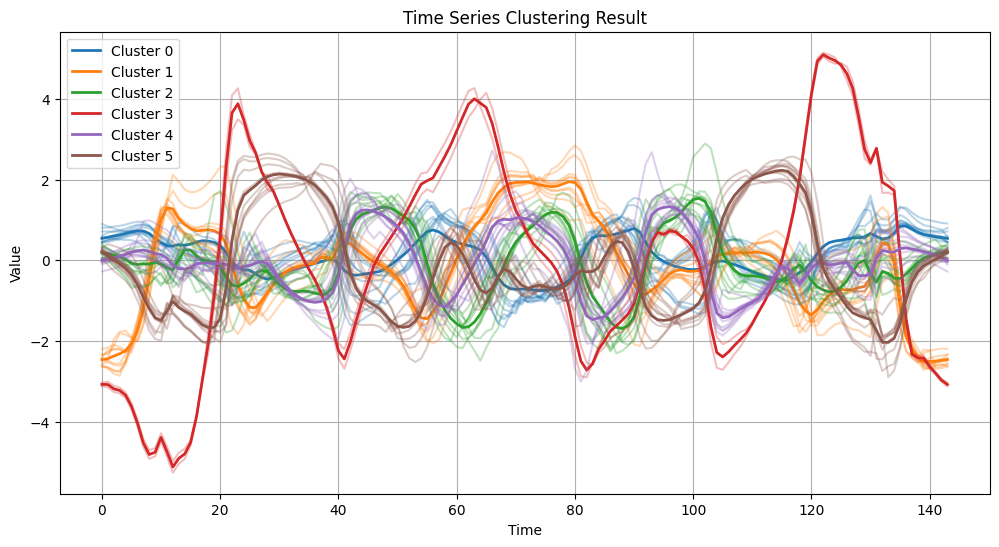 Time Series Clustering Result
Cluster 0
Cluster 1
Cluster 2
Cluster 3
Cluster 4
Cluster 5
Value
4
2
0
−2
−4
0 20 40 60 80 100 120 140
Time